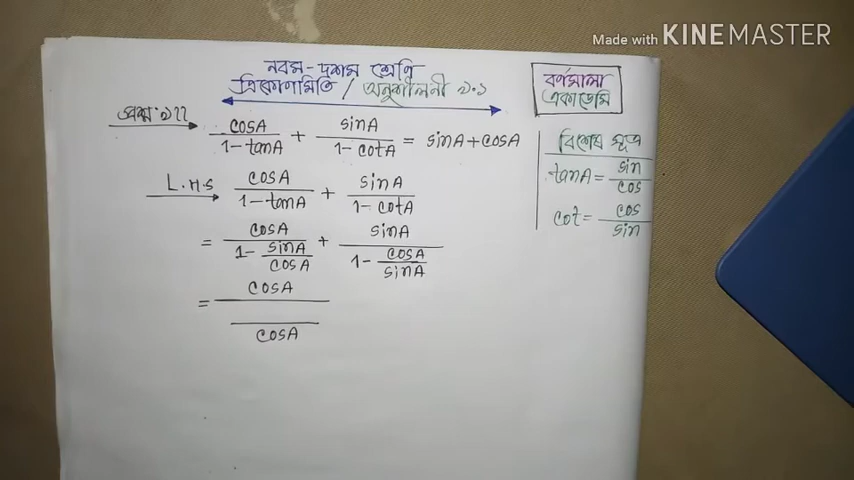 Made with KINEMASTER
নবম-দশম শ্রেণি
ত্রিকোণমিতি / অনুশীলনী ৯.১
বর্ণমালা
একাডেমি
প্রশ্ন: ১১
cosA/(1-tanA) + sinA/(1-cotA) = sinA+cosA
L.H.S cosA/(1-tanA) + sinA/(1-cotA)
= cosA/(1-sinA/cosA) + sinA/(1-cosA/sinA)
= cosA
cosA
বিশেষ সূত্র
tanA = sin/cos
cot = cos/sin